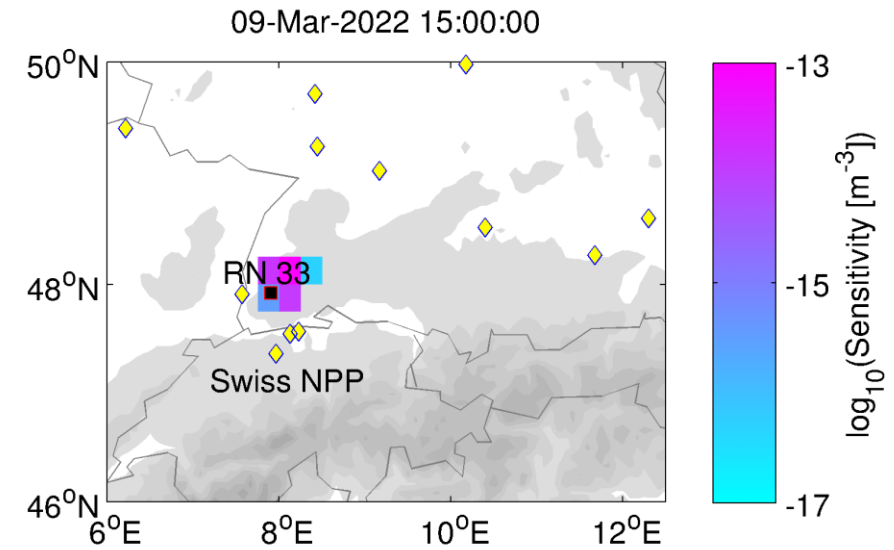 09-Mar-2022 15:00:00
50°N
48°N
46°N
6°E 8°E 10°E 12°E
RN 33
Swiss NPP
-13
-15
-17
log10(Sensitivity [m-3])